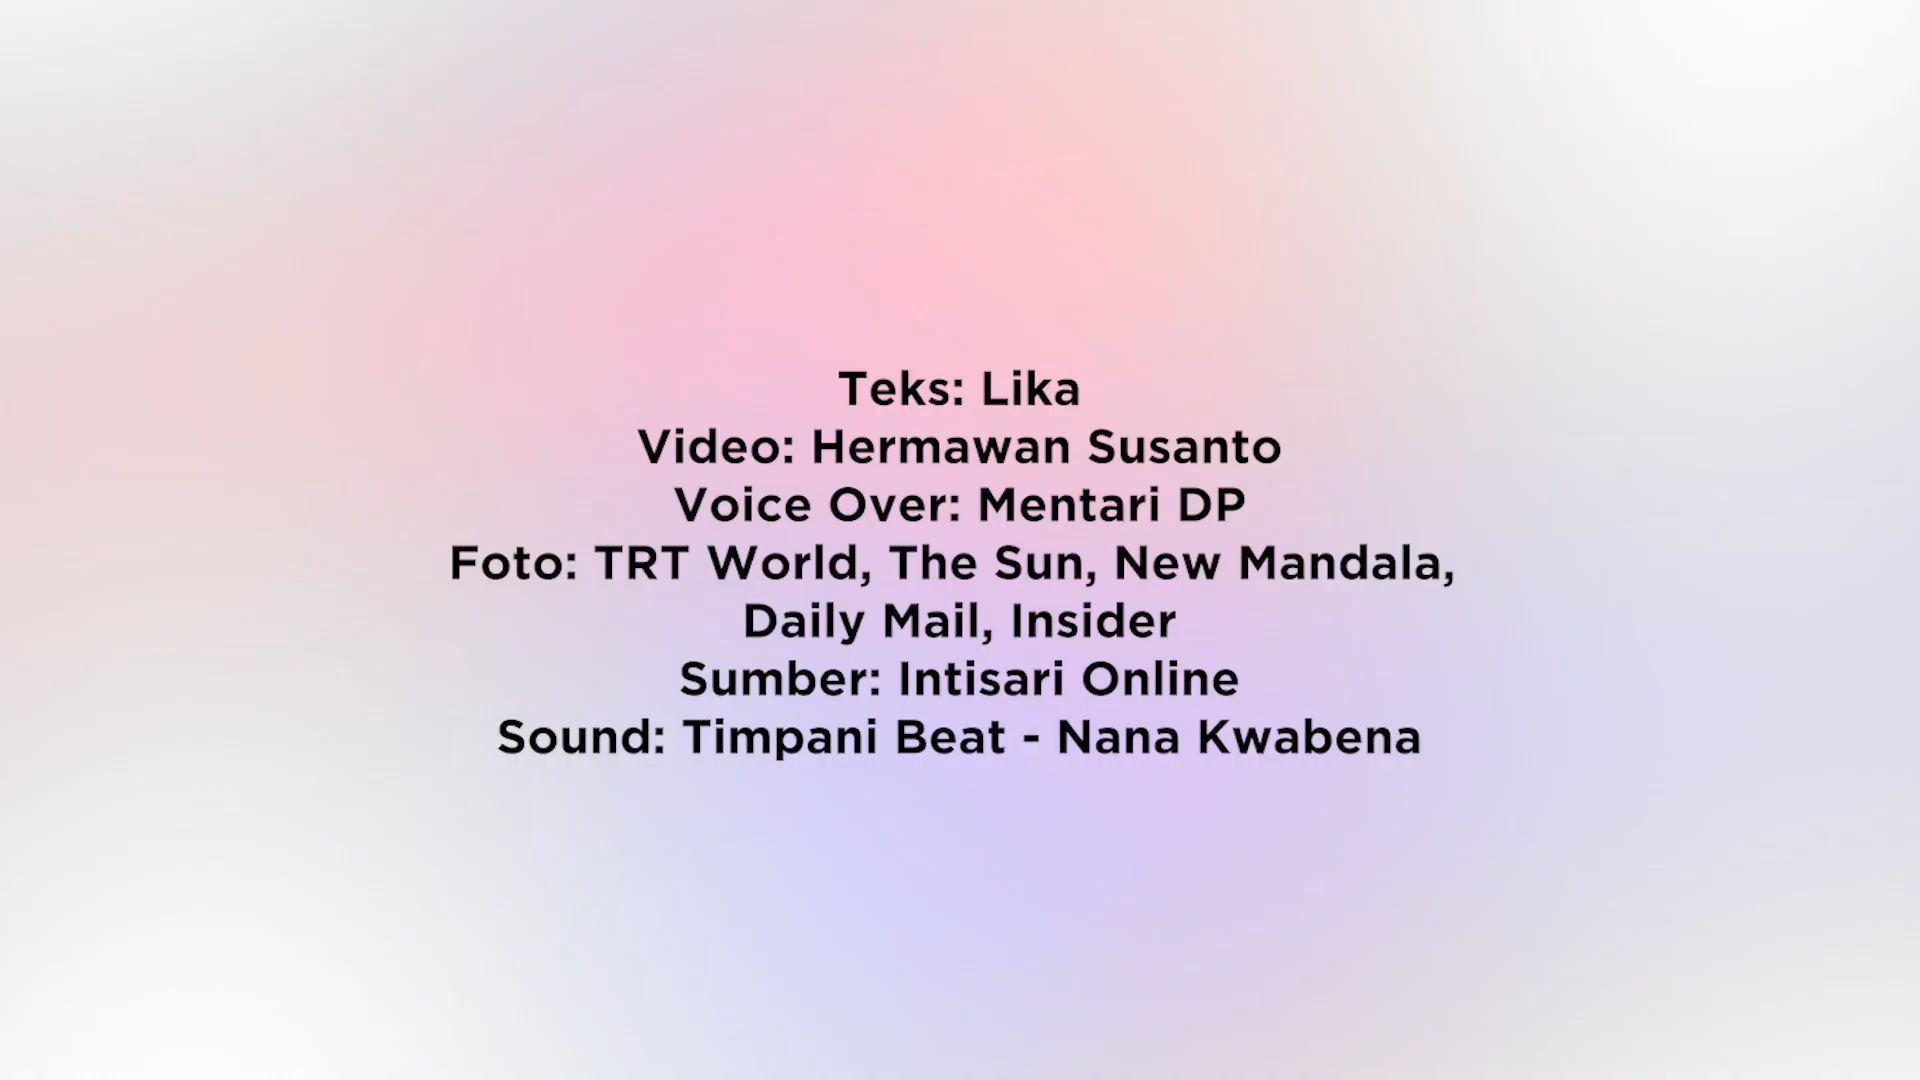 Teks: Lika
Video: Hermawan Susanto
Voice Over: Mentari DP
Foto: TRT World, The Sun, New Mandala,
Daily Mail, Insider
Sumber: Intisari Online
Sound: Timpani Beat - Nana Kwabena